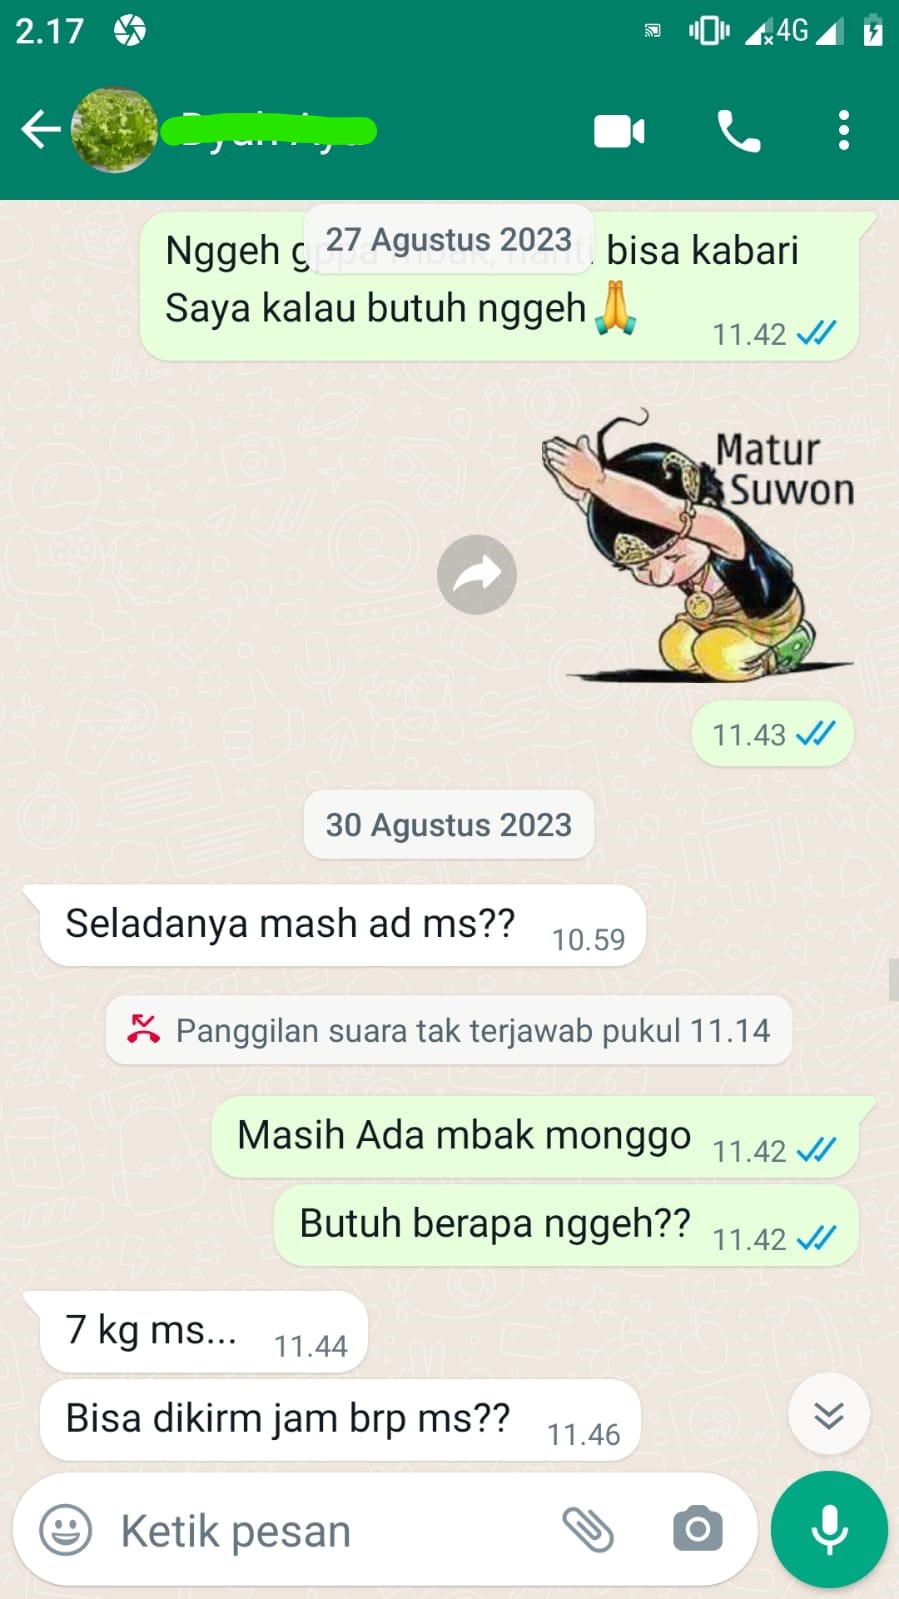 2.17
4G
27 Agustus 2023
Nggeh bisa kabari
Saya kalau butuh nggeh🙏
11.42
Matur
Suwon
11.43
30 Agustus 2023
Seladanya mash ad ms??
10.59
Panggilan suara tak terjawab pukul 11.14
Masih Ada mbak monggo
11.42
Butuh berapa nggeh??
11.42
7 kg ms...
11.44
Bisa dikirm jam brp ms??
11.46
Ketik pesan